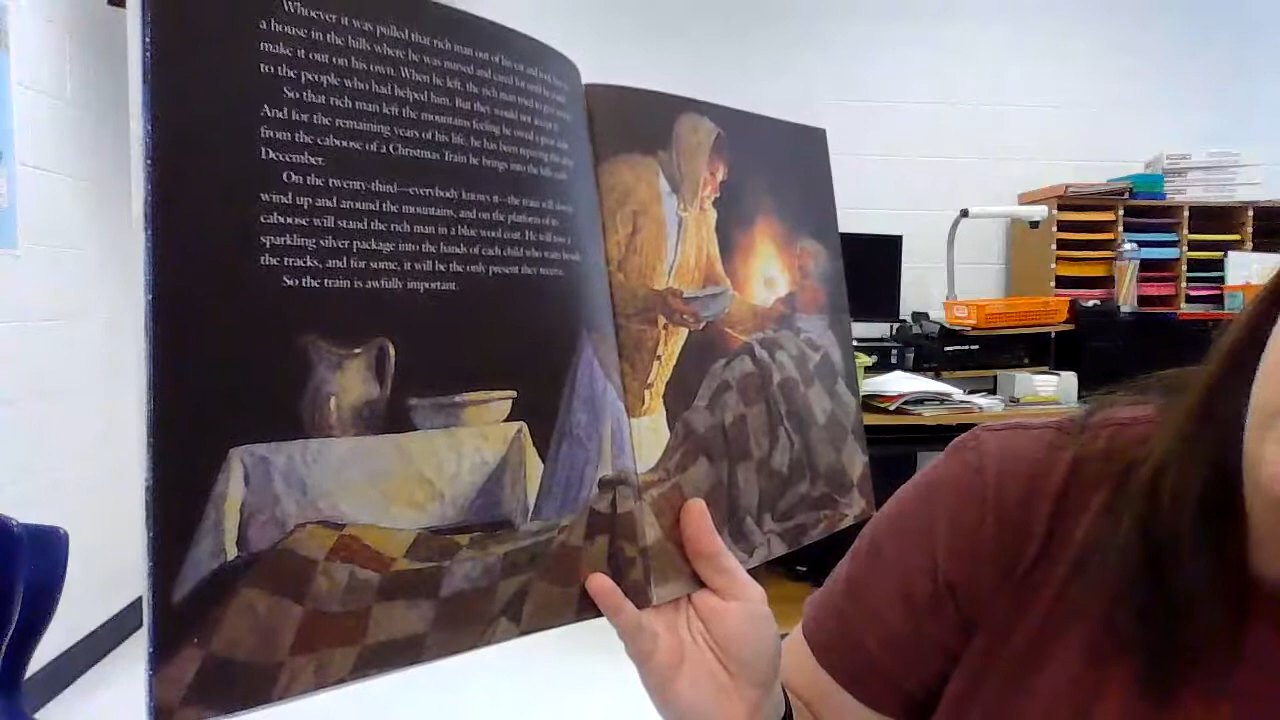 Whoever it was pulled that rich man out of his car and took him to
a house in the hills where he was nursed and cared for until he could
make it out on his own. When he left, the rich man tried to give money
to the people who had helped him. But they would not accept it.
So that rich man left the mountains feeling he owed a great debt.
And for the remaining years of his life, he has been repaying this debt
from the caboose of a Christmas Train he brings into the hills each
December.
On the twenty-third—everybody knows it—the train will slowly
wind up and around the mountains, and on the platform of its
caboose will stand the rich man in a blue wool coat. He will toss a
sparkling silver package into the hands of each child who waits beside
the tracks, and for some, it will be the only present they receive.
So the train is awfully important.